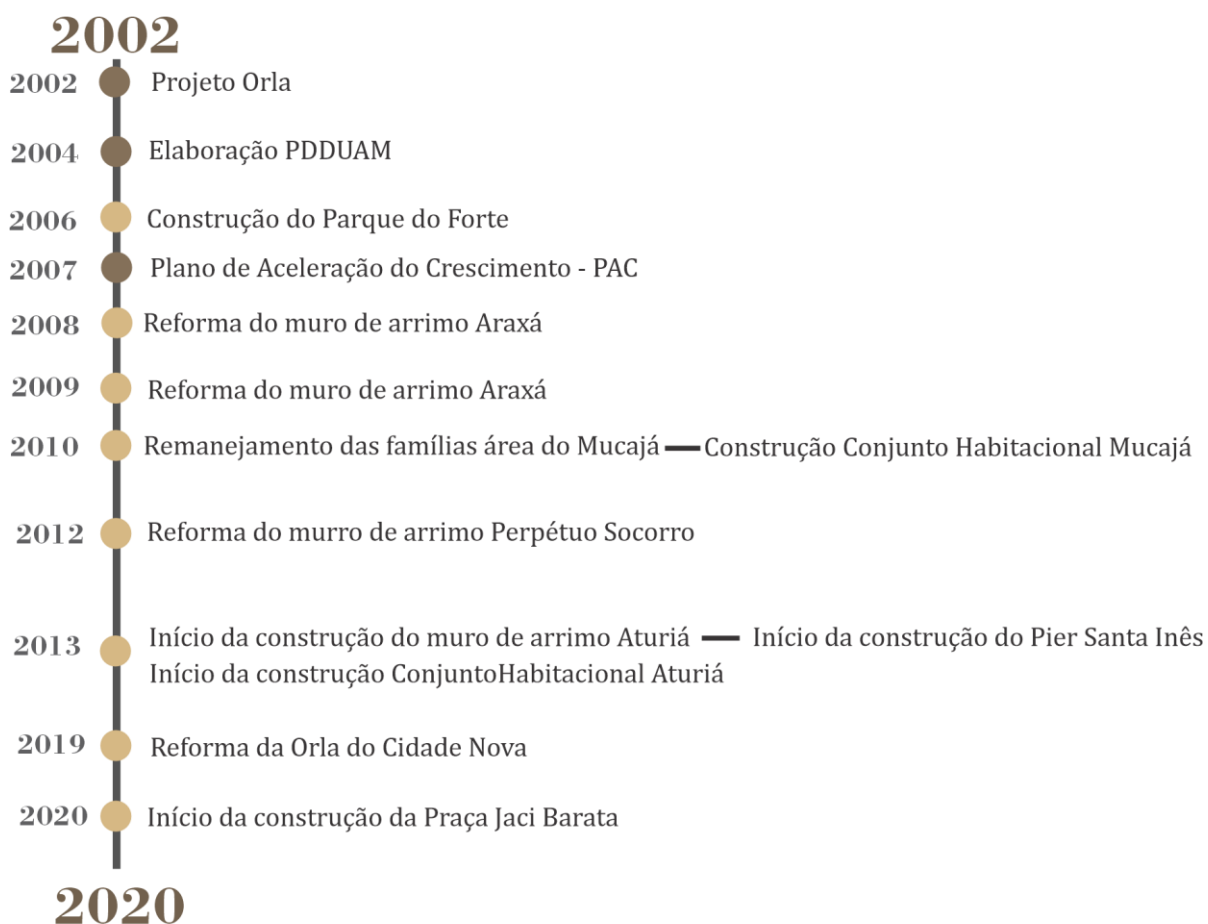 2002
2002 Projeto Orla
2004 Elaboração PDDUAM
2006 Construção do Parque do Forte
2007 Plano de Aceleração do Crescimento - PAC
2008 Reforma do muro de arrimo Araxá
2009 Reforma do muro de arrimo Araxá
2010 Remanejamento das famílias área do Mucajá — Construção Conjunto Habitacional Mucajá
2012 Reforma do murro de arrimo Perpétuo Socorro
2013 Início da construção do muro de arrimo Aturiá — Início da construção do Pier Santa Inês
Início da construção ConjuntoHabitacional Aturiá
2019 Reforma da Orla do Cidade Nova
2020 Início da construção da Praça Jaci Barata
2020